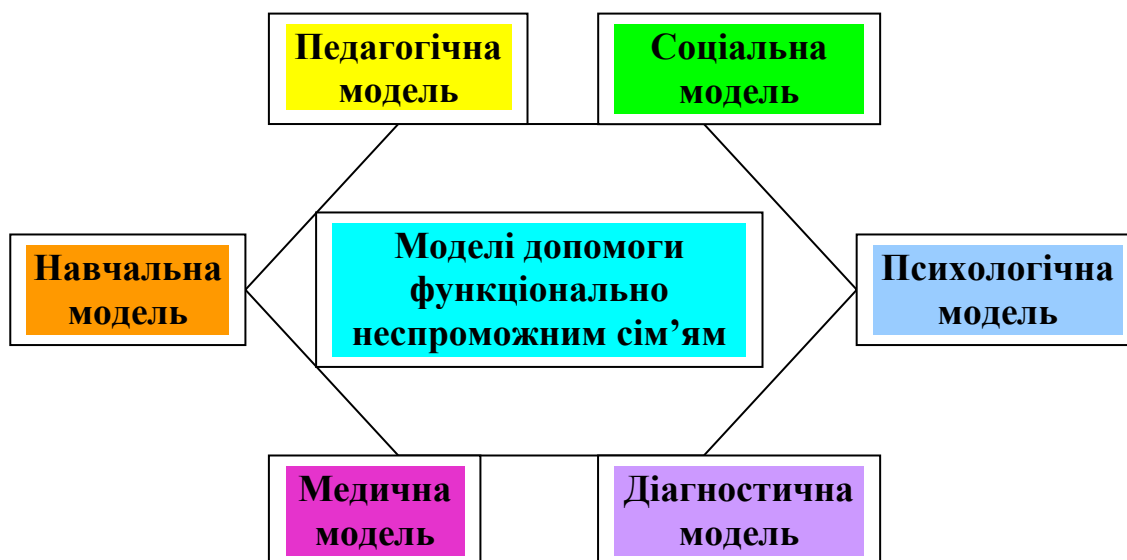 Педагогічна
модель
Соціальна
модель
Навчальна
модель
Моделі допомоги
функціонально
неспроможним сім’ям
Психологічна
модель
Медична
модель
Діагностична
модель